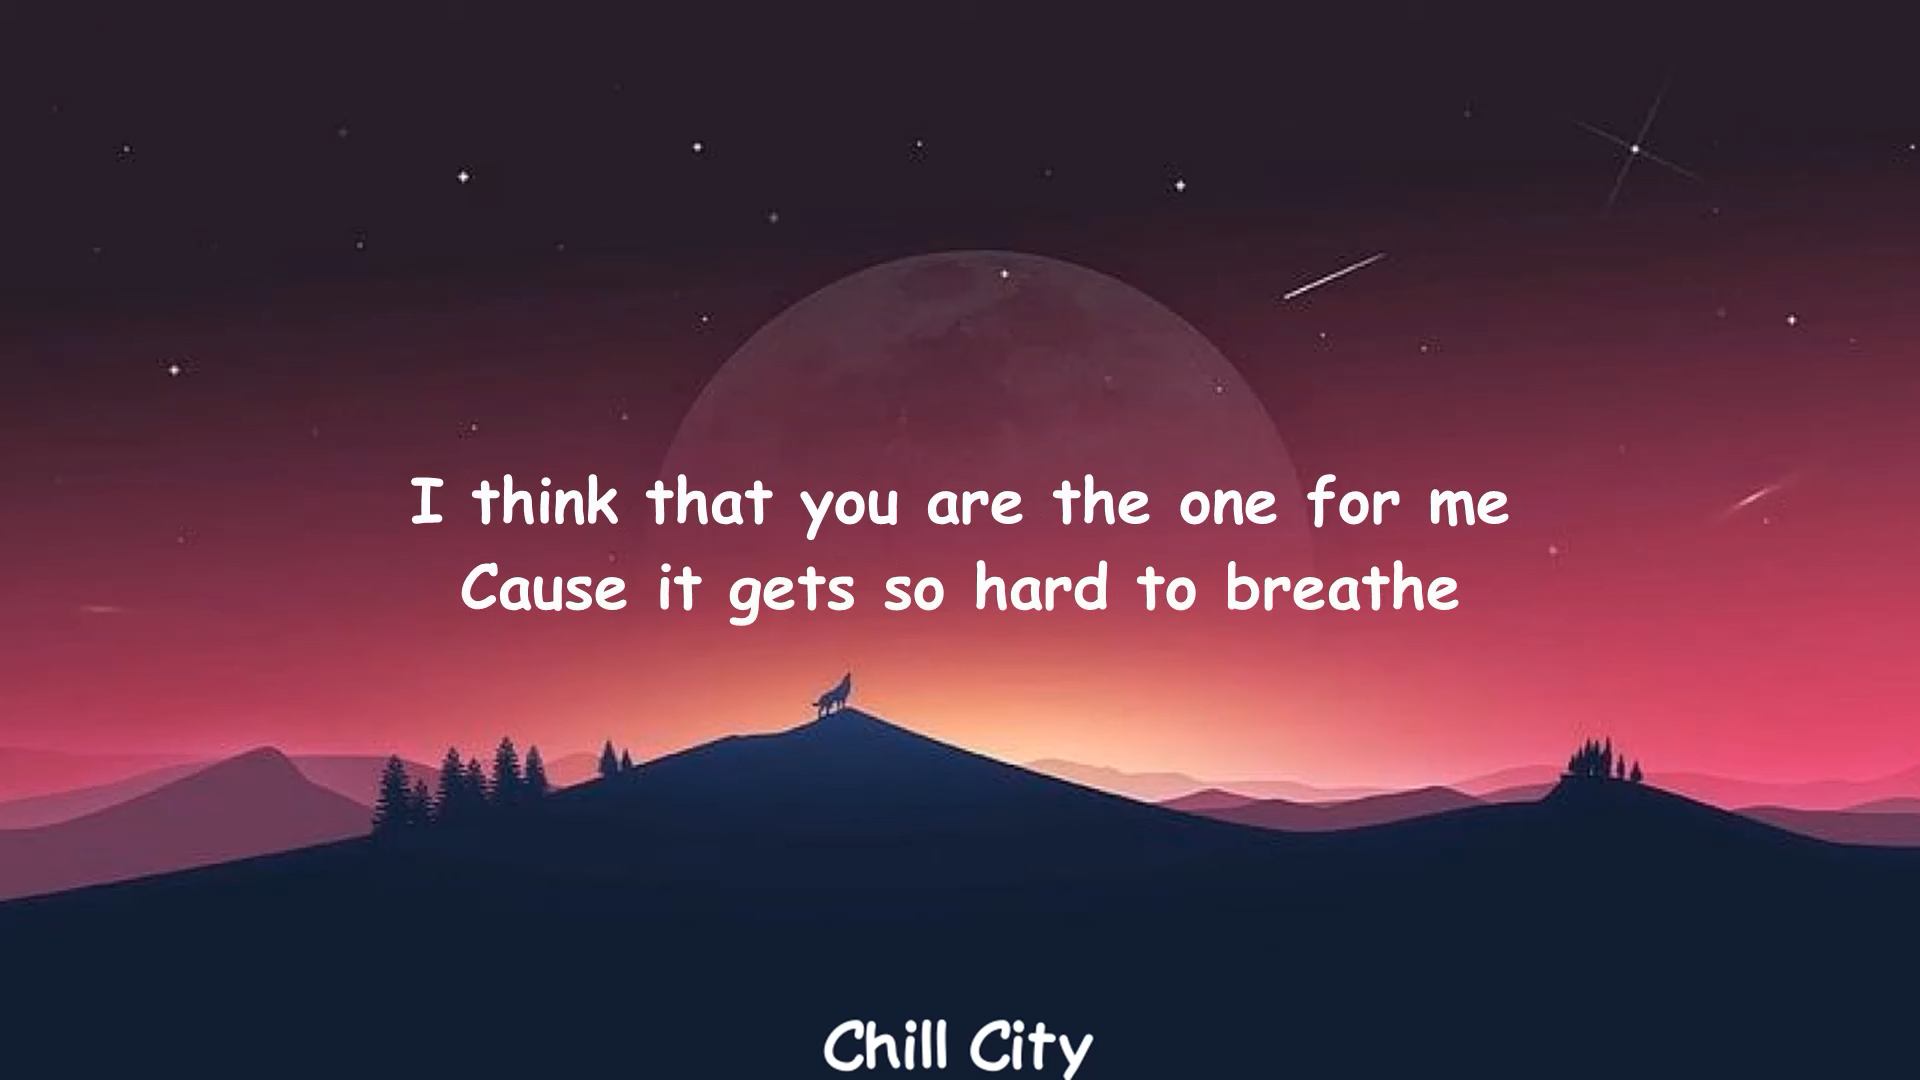 I think that you are the one for me
Cause it gets so hard to breathe
Chill City